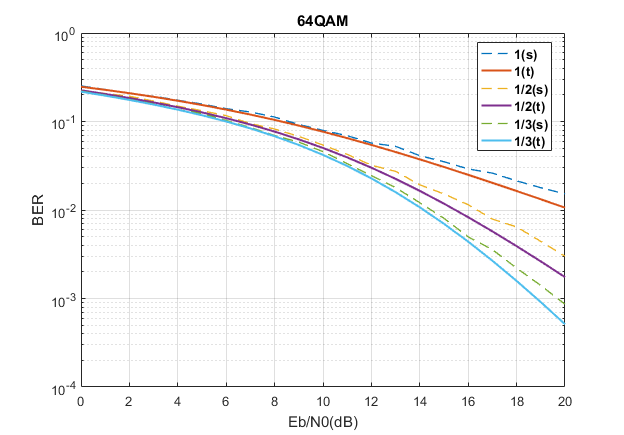 64QAM
10^0
10^-1
10^-2
10^-3
10^-4
BER
1(s)
1(t)
1/2(s)
1/2(t)
1/3(s)
1/3(t)
0 2 4 6 8 10 12 14 16 18 20
Eb/N0(dB)